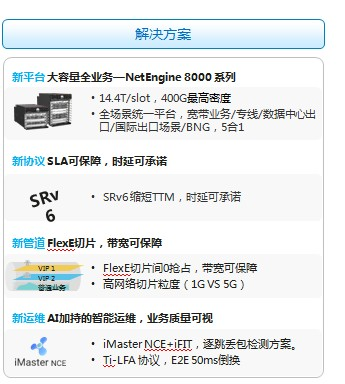 解决方案
新平台 大容量全业务—NetEngine 8000 系列
• 14.4T/slot，400G最高密度
• 全场景统一平台，宽带业务/专线/数据中心出
口/国际出口场景/BNG，5合1
新协议 SLA可保障，时延可承诺
SRv
6
• SRv6 缩短TTM，时延可承诺
新管道 FlexE切片，带宽可保障
VIP 1
VIP 2
普通业务
• FlexE切片间0抢占，带宽可保障
• 高网络切片粒度（1G VS 5G）
新运维 AI加持的智能运维，业务质量可视
iMaster NCE
• iMaster NCE+iFIT，逐跳丢包检测方案。
• Ti-LFA 协议，E2E 50ms倒换